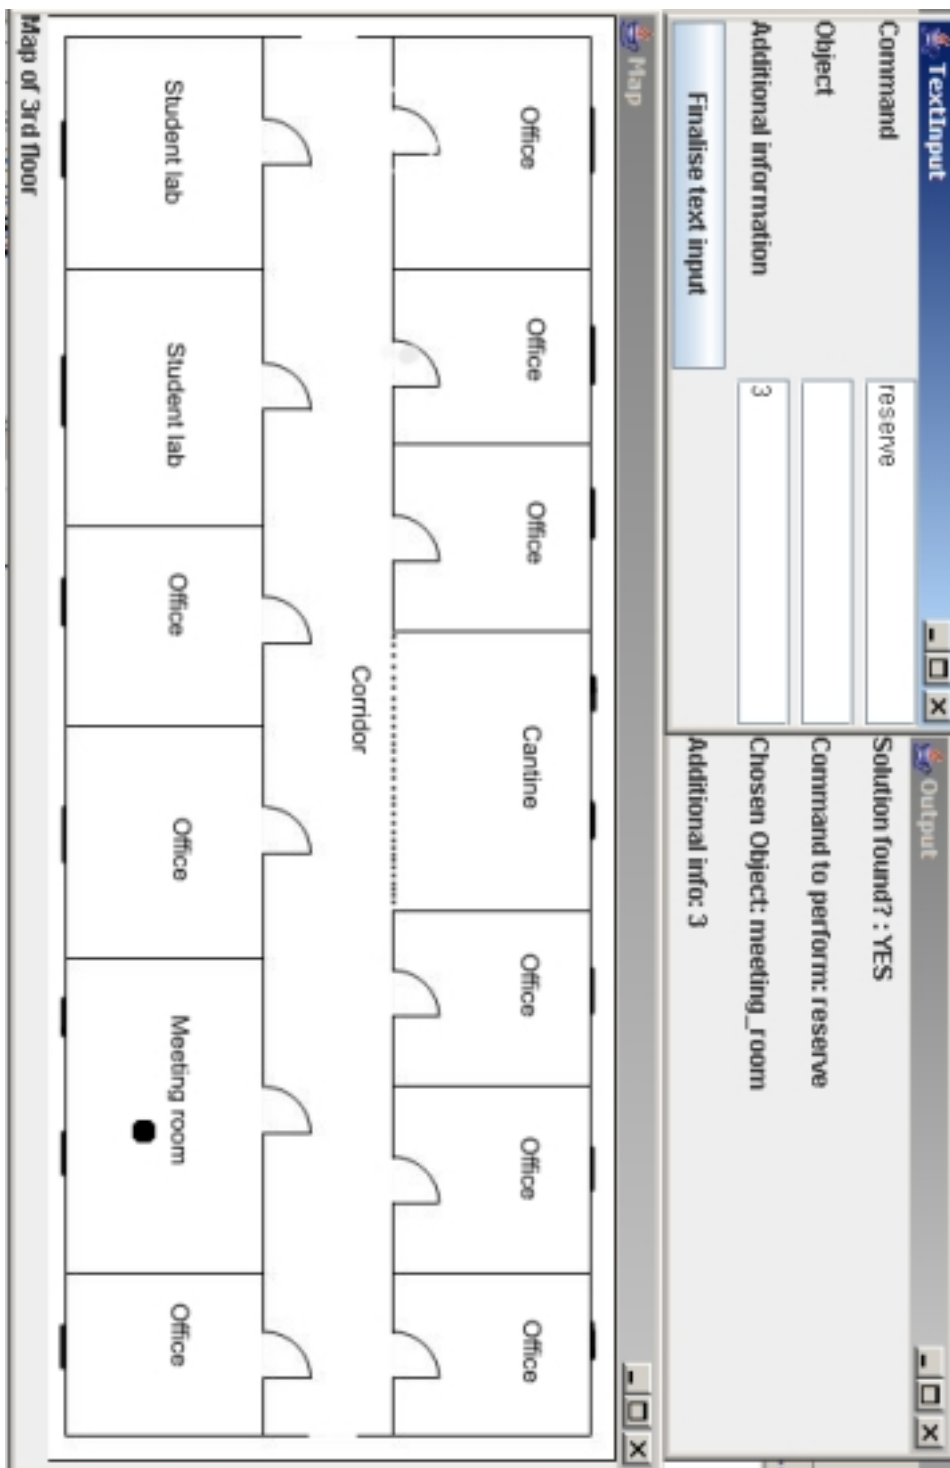 TextInput
Command
reserve
Object
Additional information
3
Finalise text input
Output
Solution found? : YES
Command to perform: reserve
Chosen Object: meeting_room
Additional info: 3
Map
Office
Office
Office
Cantine
Office
Office
Office
Corridor
Student lab
Student lab
Office
Office
Meeting room
Office
Map of 3rd floor